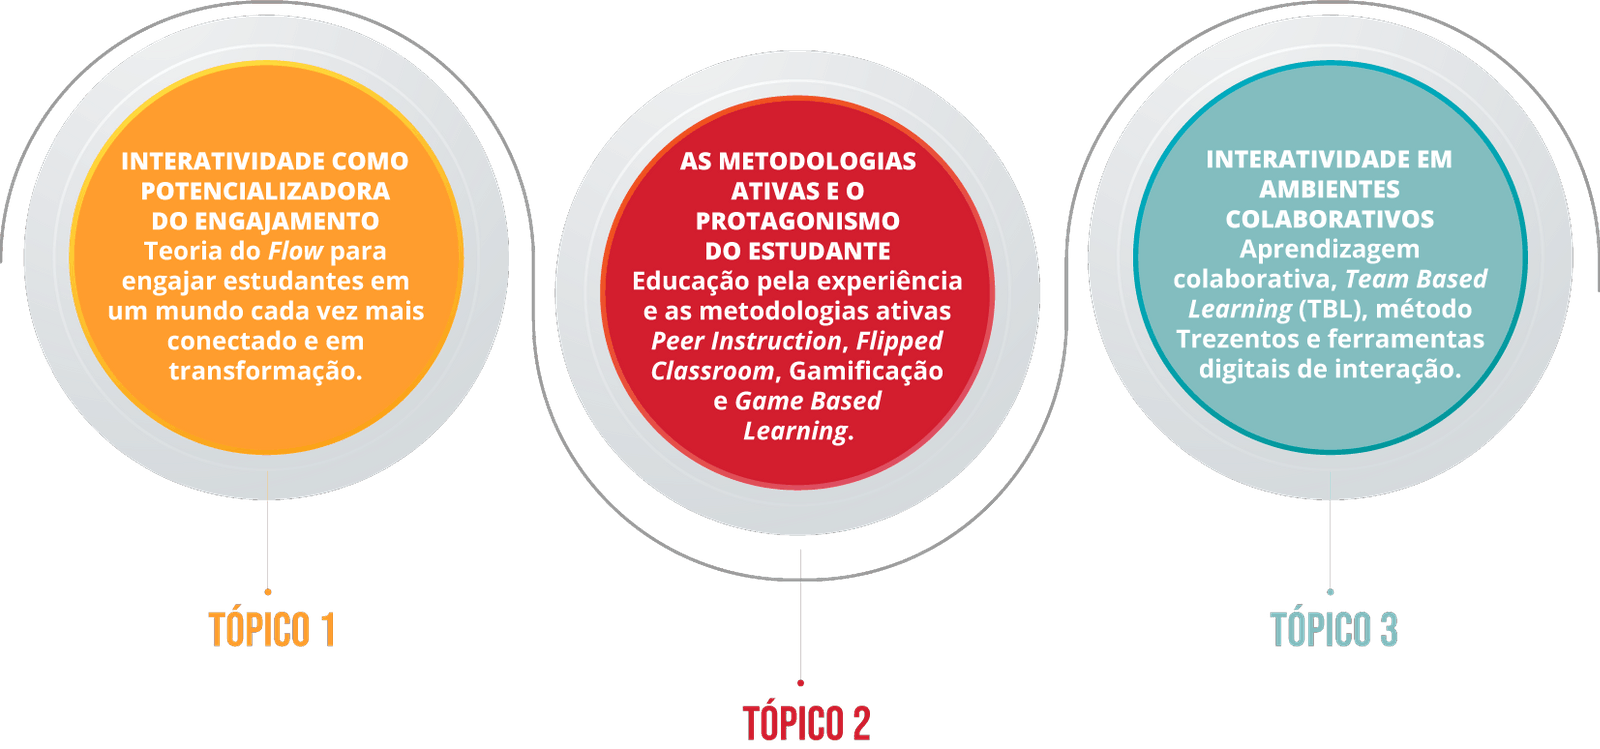 INTERATIVIDADE COMO
POTENCIALIZADORA
DO ENGAJAMENTO
Teoria do Flow para
engajar estudantes em
um mundo cada vez mais
conectado e em
transformação.
TÓPICO 1
AS METODOLOGIAS
ATIVAS E O
PROTAGONISMO
DO ESTUDANTE
Educação pela experiência
e as metodologias ativas
Peer Instruction, Flipped
Classroom, Gamificação
e Game Based
Learning.
TÓPICO 2
INTERATIVIDADE EM
AMBIENTES
COLABORATIVOS
Aprendizagem
colaborativa, Team Based
Learning (TBL), método
Trezentos e ferramentas
digitais de interação.
TÓPICO 3